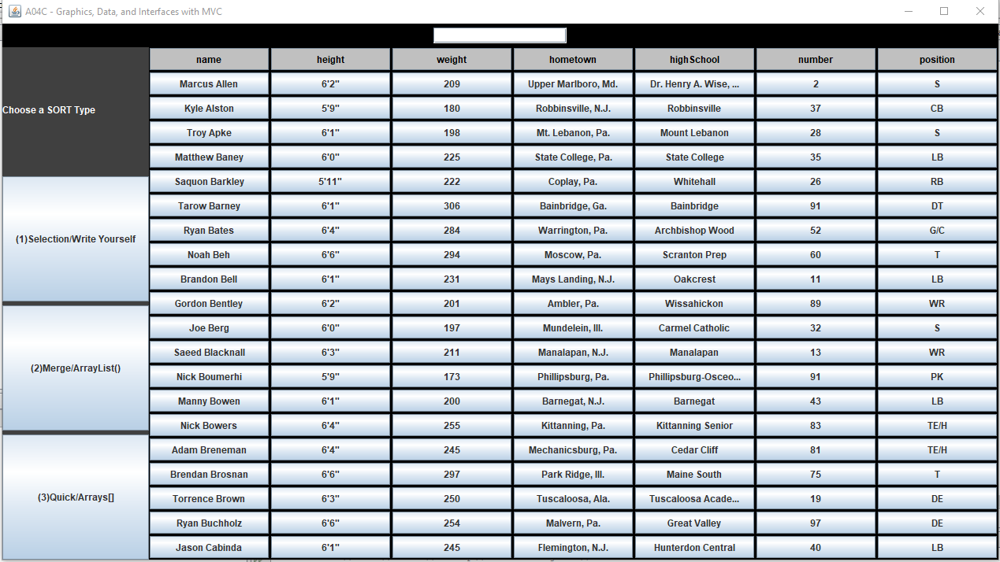 A04C - Graphics, Data, and Interfaces with MVC
name height weight hometown highSchool number position
Choose a SORT Type
(1)Selection/Write Yourself
(2)Merge/ArrayList()
(3)Quick/Arrays[]
Marcus Allen 6'2" 209 Upper Marlboro, Md. Dr. Henry A. Wise, ... 2 S
Kyle Alston 5'9" 180 Robbinsville, N.J. Robbinsville 37 CB
Troy Apke 6'1" 198 Mt. Lebanon, Pa. Mount Lebanon 28 S
Matthew Baney 6'0" 225 State College, Pa. State College 35 LB
Saquon Barkley 5'11" 222 Coplay, Pa. Whitehall 26 RB
Tarow Barney 6'1" 306 Bainbridge, Ga. Bainbridge 91 DT
Ryan Bates 6'4" 284 Warrington, Pa. Archbishop Wood 52 G/C
Noah Beh 6'6" 294 Moscow, Pa. Scranton Prep 60 T
Brandon Bell 6'1" 231 Mays Landing, N.J. Oakcrest 11 LB
Gordon Bentley 6'2" 201 Ambler, Pa. Wissahickon 89 WR
Joe Berg 6'0" 197 Mundelein, Ill. Carmel Catholic 32 S
Saeed Blacknall 6'3" 211 Manalapan, N.J. Manalapan 13 WR
Nick Boumerhi 5'9" 173 Phillipsburg, Pa. Phillipsburg-Osceo... 91 PK
Manny Bowen 6'1" 200 Barnegat, N.J. Barnegat 43 LB
Nick Bowers 6'4" 255 Kittanning, Pa. Kittanning Senior 83 TE/H
Adam Breneman 6'4" 245 Mechanicsburg, Pa. Cedar Cliff 81 TE/H
Brendan Brosnan 6'6" 297 Park Ridge, Ill. Maine South 75 T
Torrence Brown 6'3" 250 Tuscaloosa, Ala. Tuscaloosa Acade... 19 DE
Ryan Buchholz 6'6" 254 Malvern, Pa. Great Valley 97 DE
Jason Cabinda 6'1" 245 Flemington, N.J. Hunterdon Central 40 LB